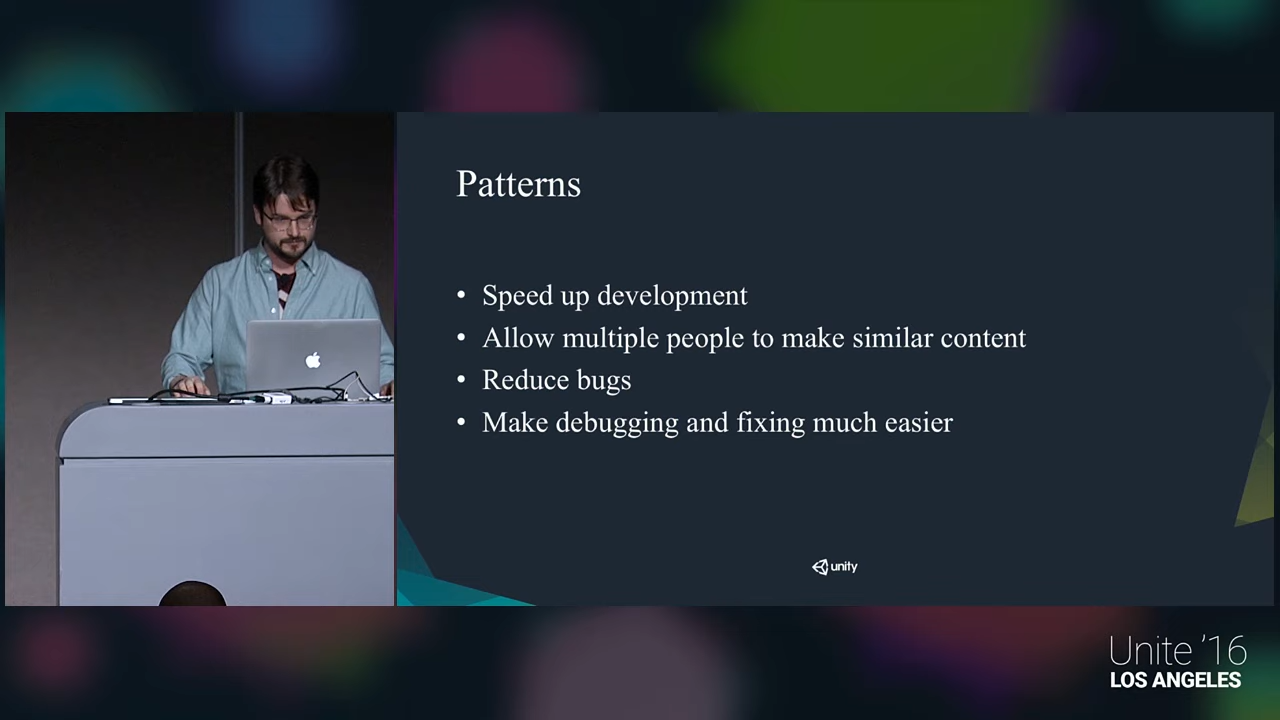 Patterns
• Speed up development
• Allow multiple people to make similar content
• Reduce bugs
• Make debugging and fixing much easier
unity
Unite '16
LOS ANGELES